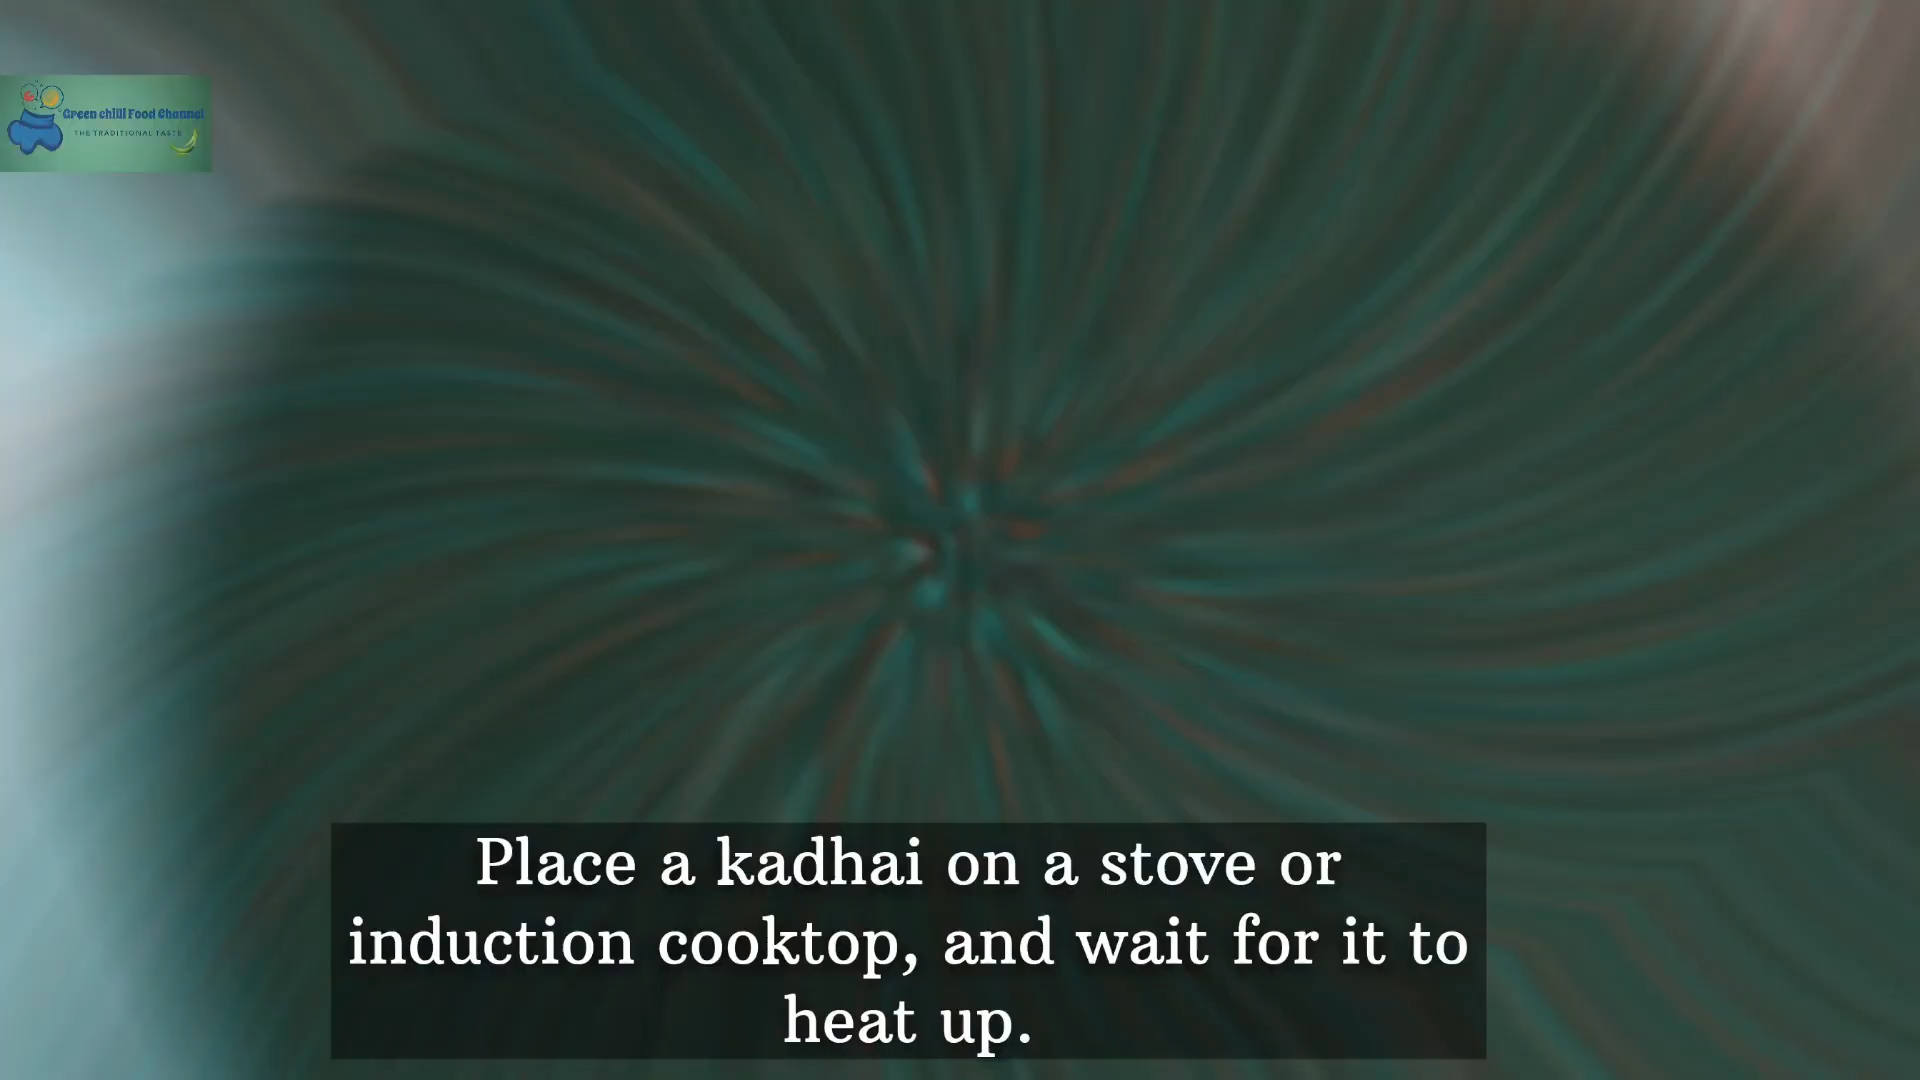 Green chilli Food Channel
THE TRADITIONAL TASTE
Place a kadhai on a stove or
induction cooktop, and wait for it to
heat up.